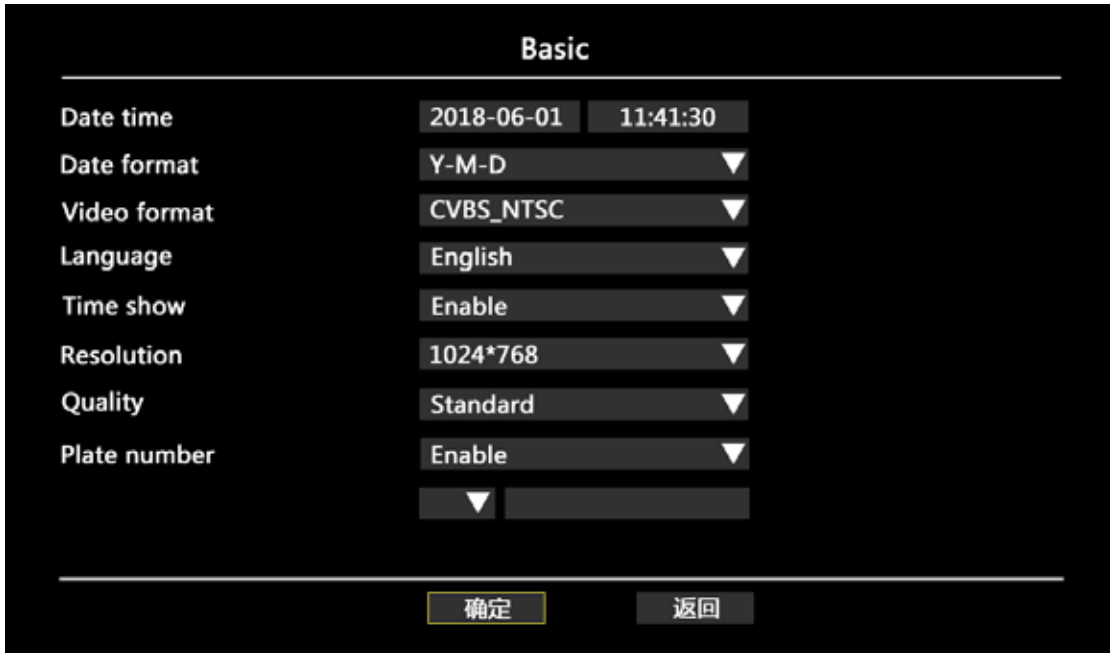 Basic
Date time 2018-06-01 11:41:30
Date format Y-M-D
Video format CVBS_NTSC
Language English
Time show Enable
Resolution 1024*768
Quality Standard
Plate number Enable
确定 返回